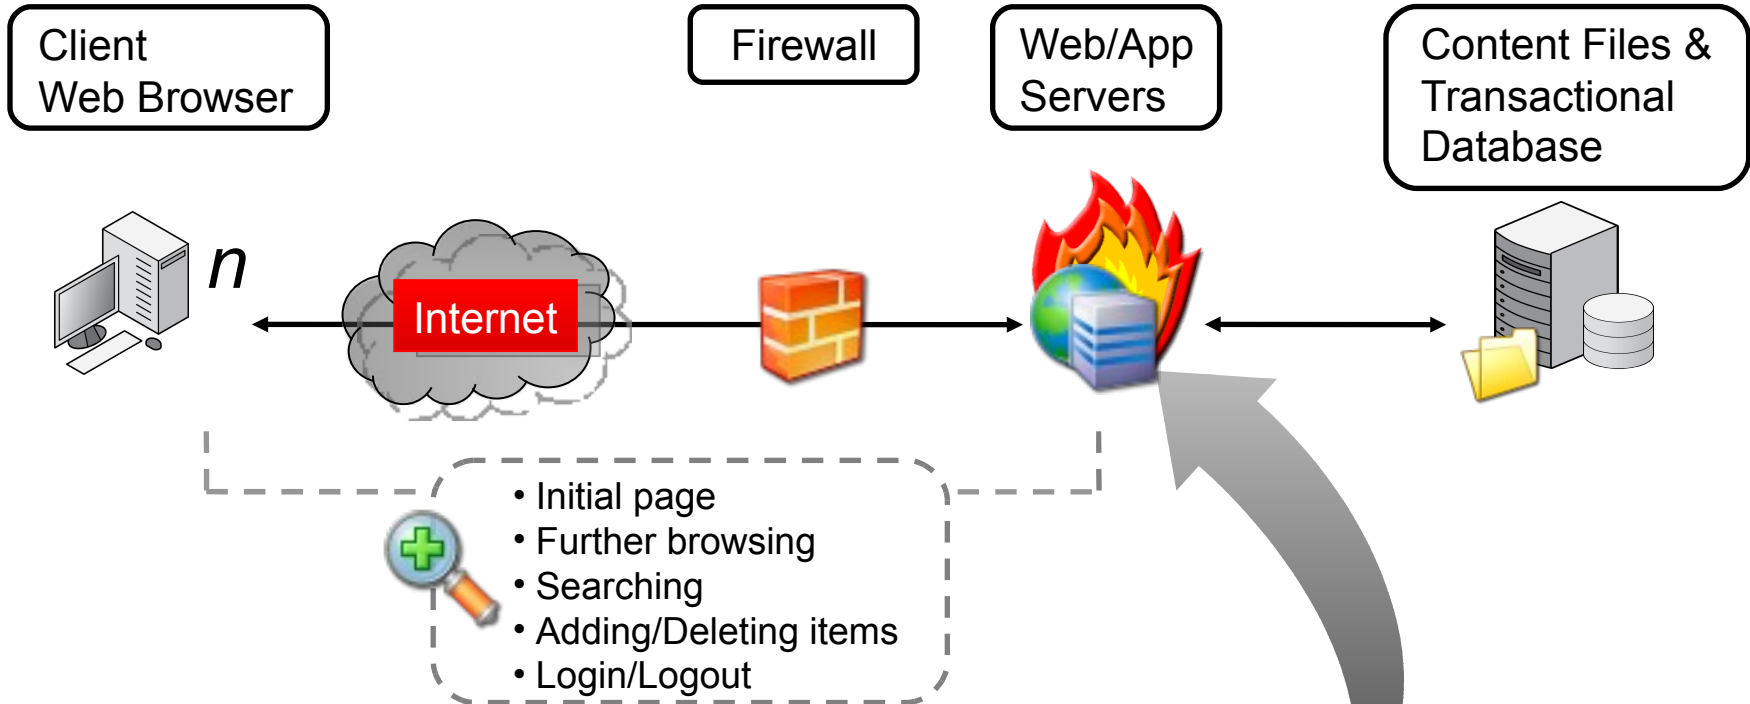 Client
Web Browser
Firewall
Web/App
Servers
Content Files &
Transactional
Database
n
Internet
• Initial page
• Further browsing
• Searching
• Adding/Deleting items
• Login/Logout